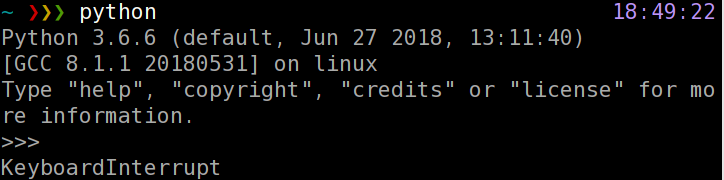 ~ ❯❯❯ python 18:49:22
Python 3.6.6 (default, Jun 27 2018, 13:11:40)
[GCC 8.1.1 20180531] on linux
Type "help", "copyright", "credits" or "license" for mo
re information.
>>>
KeyboardInterrupt